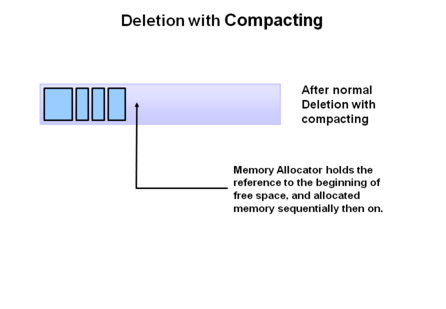 Deletion with Compacting
After normal
Deletion with
compacting
Memory Allocator holds the
reference to the beginning of
free space, and allocated
memory sequentially then on.